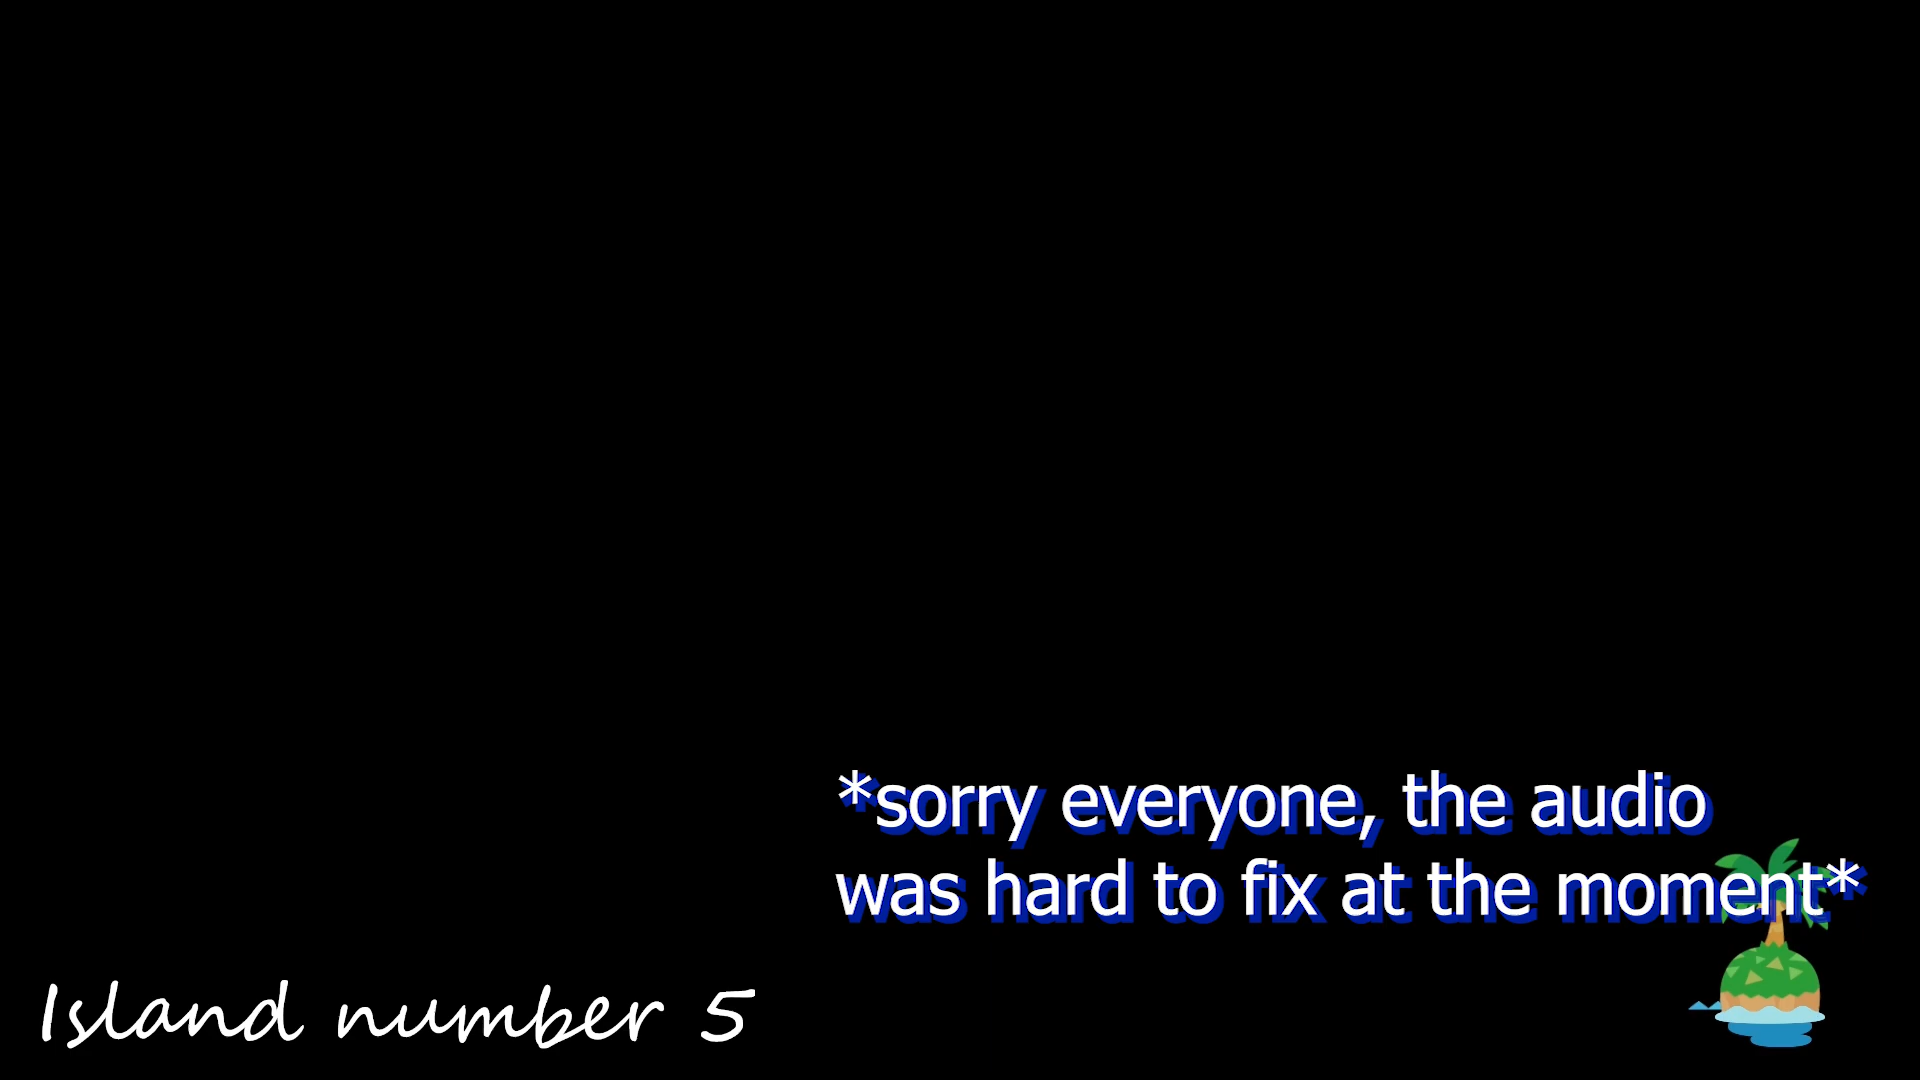 *sorry everyone, the audio
was hard to fix at the moment*
Island number 5